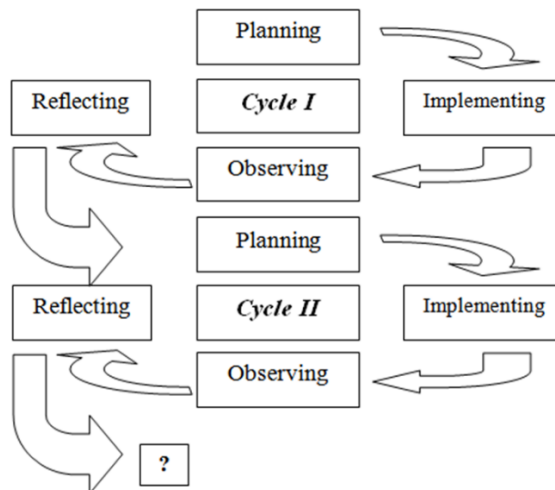 Planning
Reflecting
Cycle I
Implementing
Observing
Planning
Reflecting
Cycle II
Implementing
Observing
?